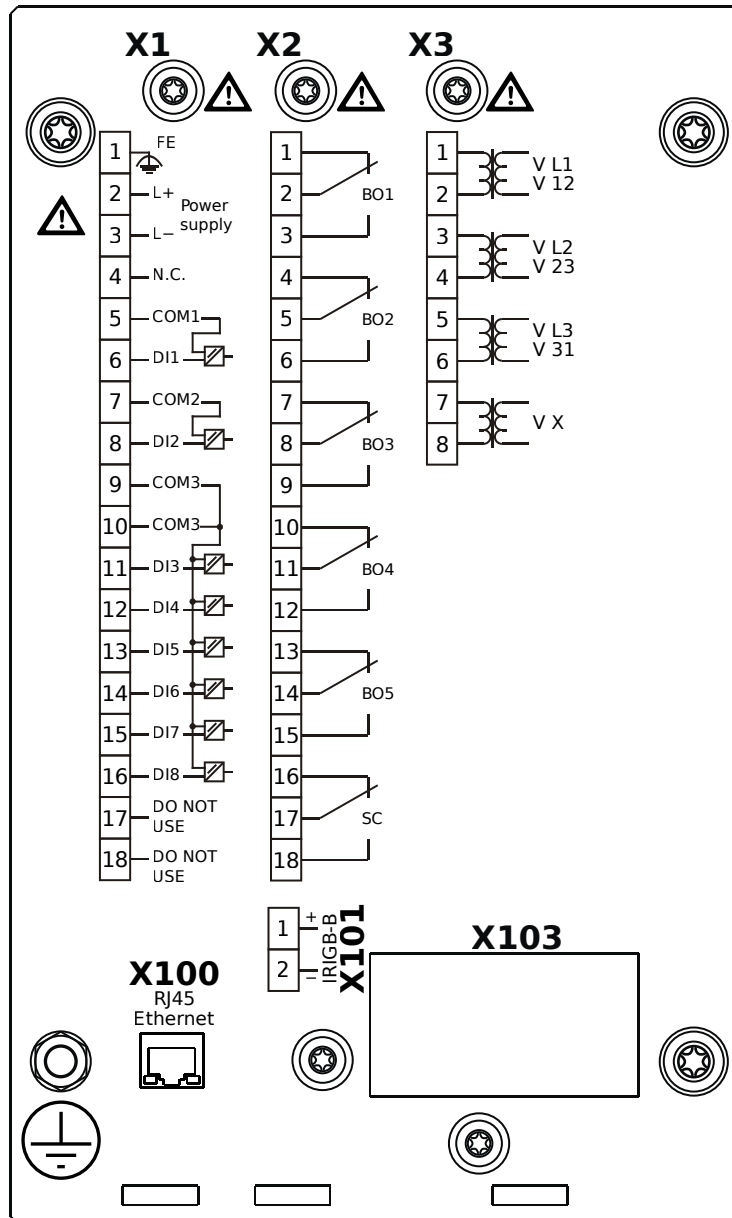 X1
X2
X3
1
FE
2
L+
Power
supply
3
L−
4
N.C.
5
COM1
6
DI1
7
COM2
8
DI2
9
COM3
10
COM3
11
DI3
12
DI4
13
DI5
14
DI6
15
DI7
16
DI8
17
DO NOT
USE
18
DO NOT
USE
1
2
BO1
3
4
5
BO2
6
7
8
BO3
9
10
11
BO4
12
13
14
BO5
15
16
17
SC
18
1
V L1
V 12
2
3
V L2
V 23
4
5
V L3
V 31
6
7
V X
8
1
+
2
−
IRIGB-B
X101
X103
X100
RJ45
Ethernet